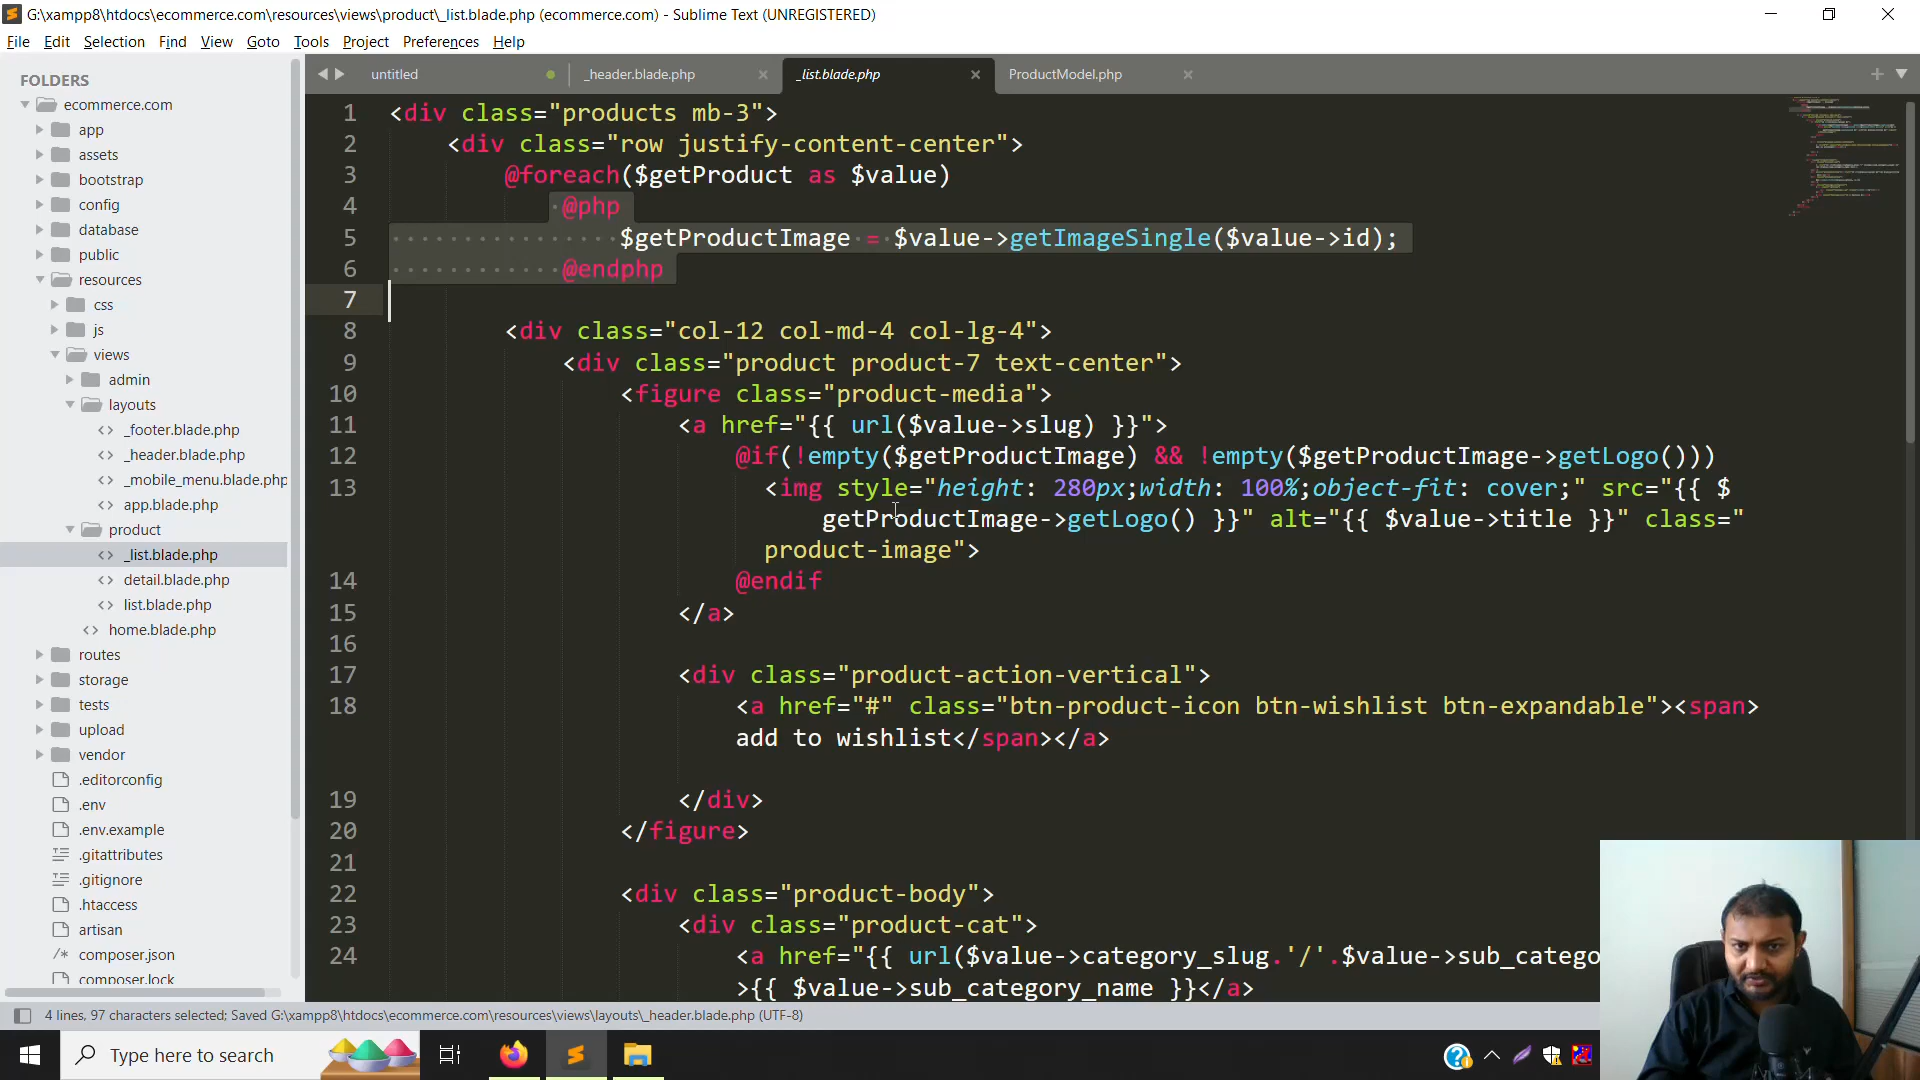 G:\xampp8\htdocs\ecommerce.com\resources\views\product\_list.blade.php (ecommerce.com) - Sublime Text (UNREGISTERED)
File Edit Selection Find View Goto Tools Project Preferences Help
FOLDERS
ecommerce.com
app
assets
bootstrap
config
database
public
resources
css
js
views
admin
layouts
_footer.blade.php
_header.blade.php
_mobile_menu.blade.php
app.blade.php
product
_list.blade.php
detail.blade.php
list.blade.php
home.blade.php
routes
storage
tests
upload
vendor
.editorconfig
.env
.env.example
.gitattributes
.gitignore
.htaccess
artisan
composer.json
composer.lock
untitled
_header.blade.php
_list.blade.php
ProductModel.php
1 <div class="products mb-3">
2 <div class="row justify-content-center">
3 @foreach($getProduct as $value)
4 @php
5 $getProductImage = $value->getImageSingle($value->id);
6 @endphp
7
8 <div class="col-12 col-md-4 col-lg-4">
9 <div class="product product-7 text-center">
10 <figure class="product-media">
11 <a href="{{ url($value->slug) }}">
12 @if(!empty($getProductImage) && !empty($getProductImage->getLogo()))
13 <img style="height: 280px;width: 100%;object-fit: cover;" src="{{ $
getProductImage->getLogo() }}" alt="{{ $value->title }}" class="
product-image">
14 @endif
15 </a>
16
17 <div class="product-action-vertical">
18 <a href="#" class="btn-product-icon btn-wishlist btn-expandable"><span>
add to wishlist</span></a>
19 </div>
20 </figure>
21
22 <div class="product-body">
23 <div class="product-cat">
24 <a href="{{ url($value->category_slug.'/'.$value->sub_catego
>{{ $value->sub_category_name }}</a>
4 lines, 97 characters selected; Saved G:\xampp8\htdocs\ecommerce.com\resources\views\layouts\_header.blade.php (UTF-8)
Type here to search